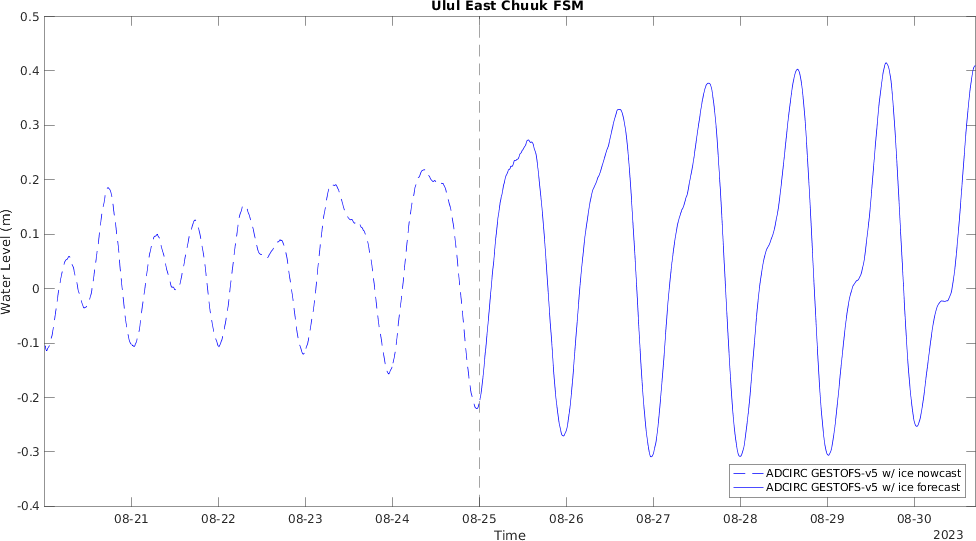 Ulul East Chuuk FSM
0.5
0.4
0.3
0.2
0.1
0
-0.1
-0.2
-0.3
-0.4
Water Level (m)
ADCIRC GESTOFS-v5 w/ ice nowcast
ADCIRC GESTOFS-v5 w/ ice forecast
08-21 08-22 08-23 08-24 08-25 08-26 08-27 08-28 08-29 08-30
Time
2023